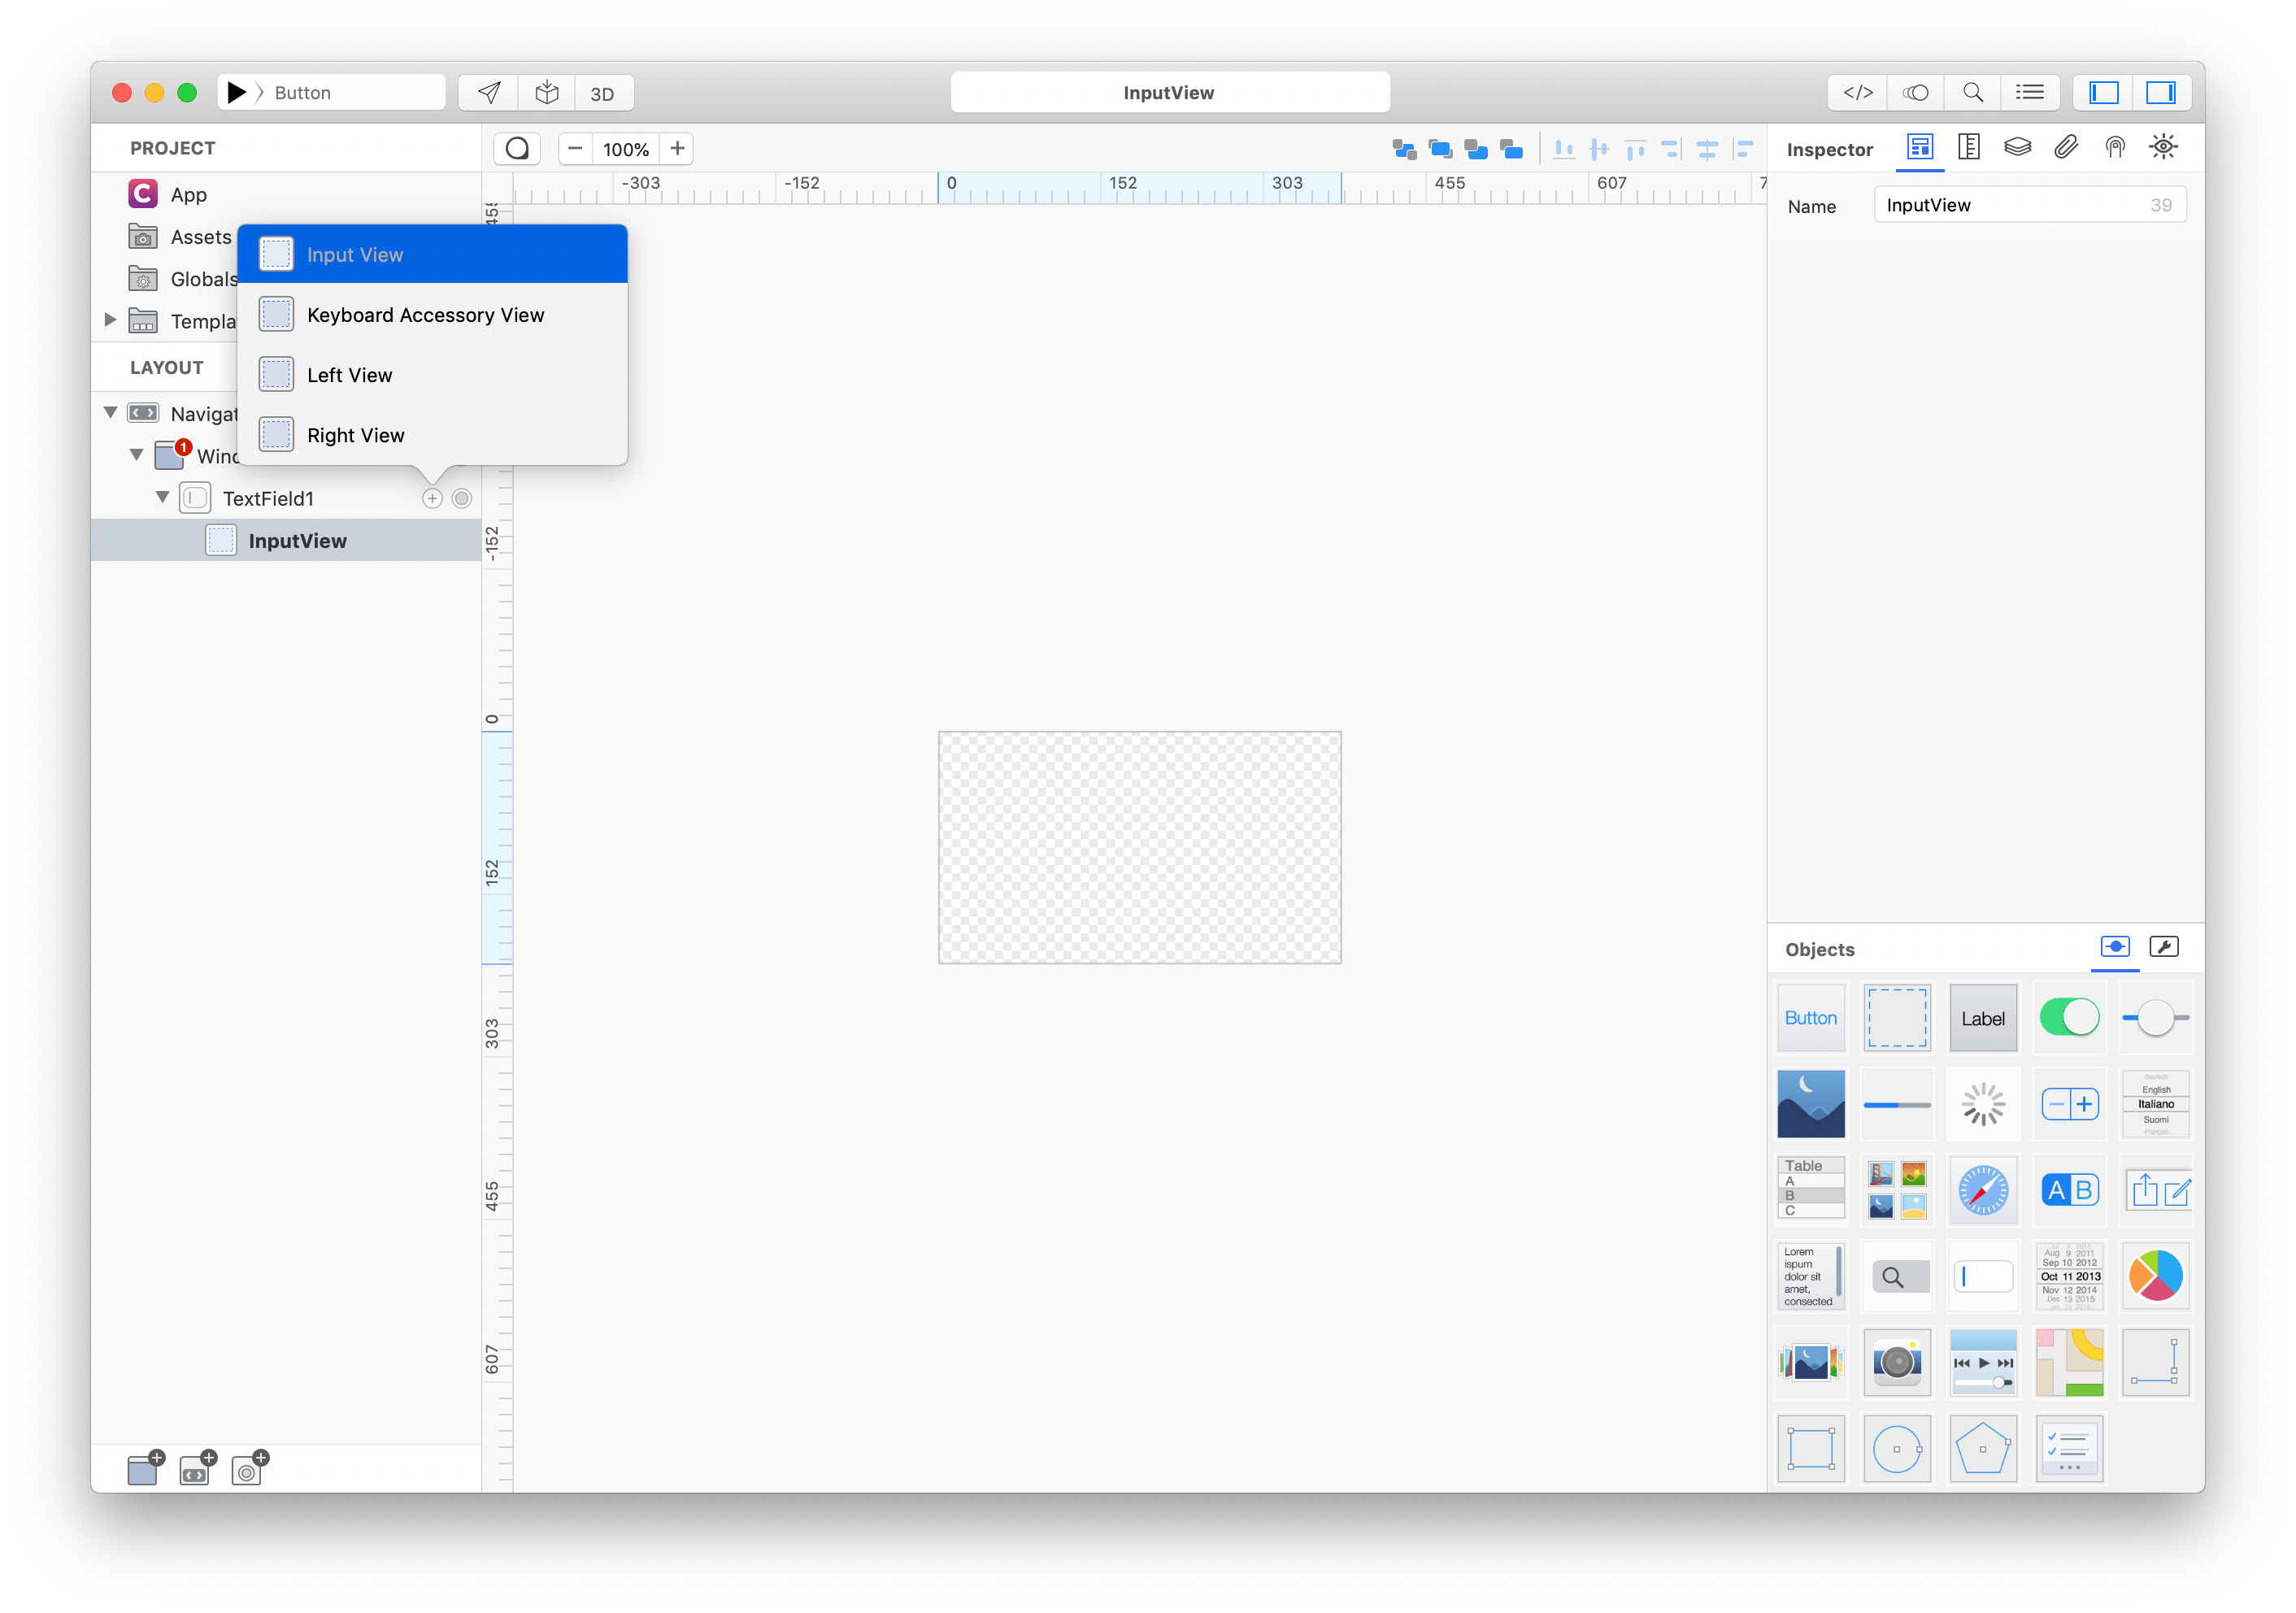 Button
3D
InputView
</>
PROJECT
App
Assets
Globals
Templa
LAYOUT
Navigat
1
Wind
TextField1
InputView
Input View
Keyboard Accessory View
Left View
Right View
100%
-303
-152
0
152
303
455
607
7
455
-152
0
152
303
455
607
Inspector
Name
InputView
39
Objects
Button
Label
Deutsch
English
Italiano
Suomi
Français
Table
A
B
C
A B
Lorem
ispum
dolor sit
amet,
consected
Aug 9 2011
Sep 10 2012
Oct 11 2013
Nov 12 2014
Dec 13 2015